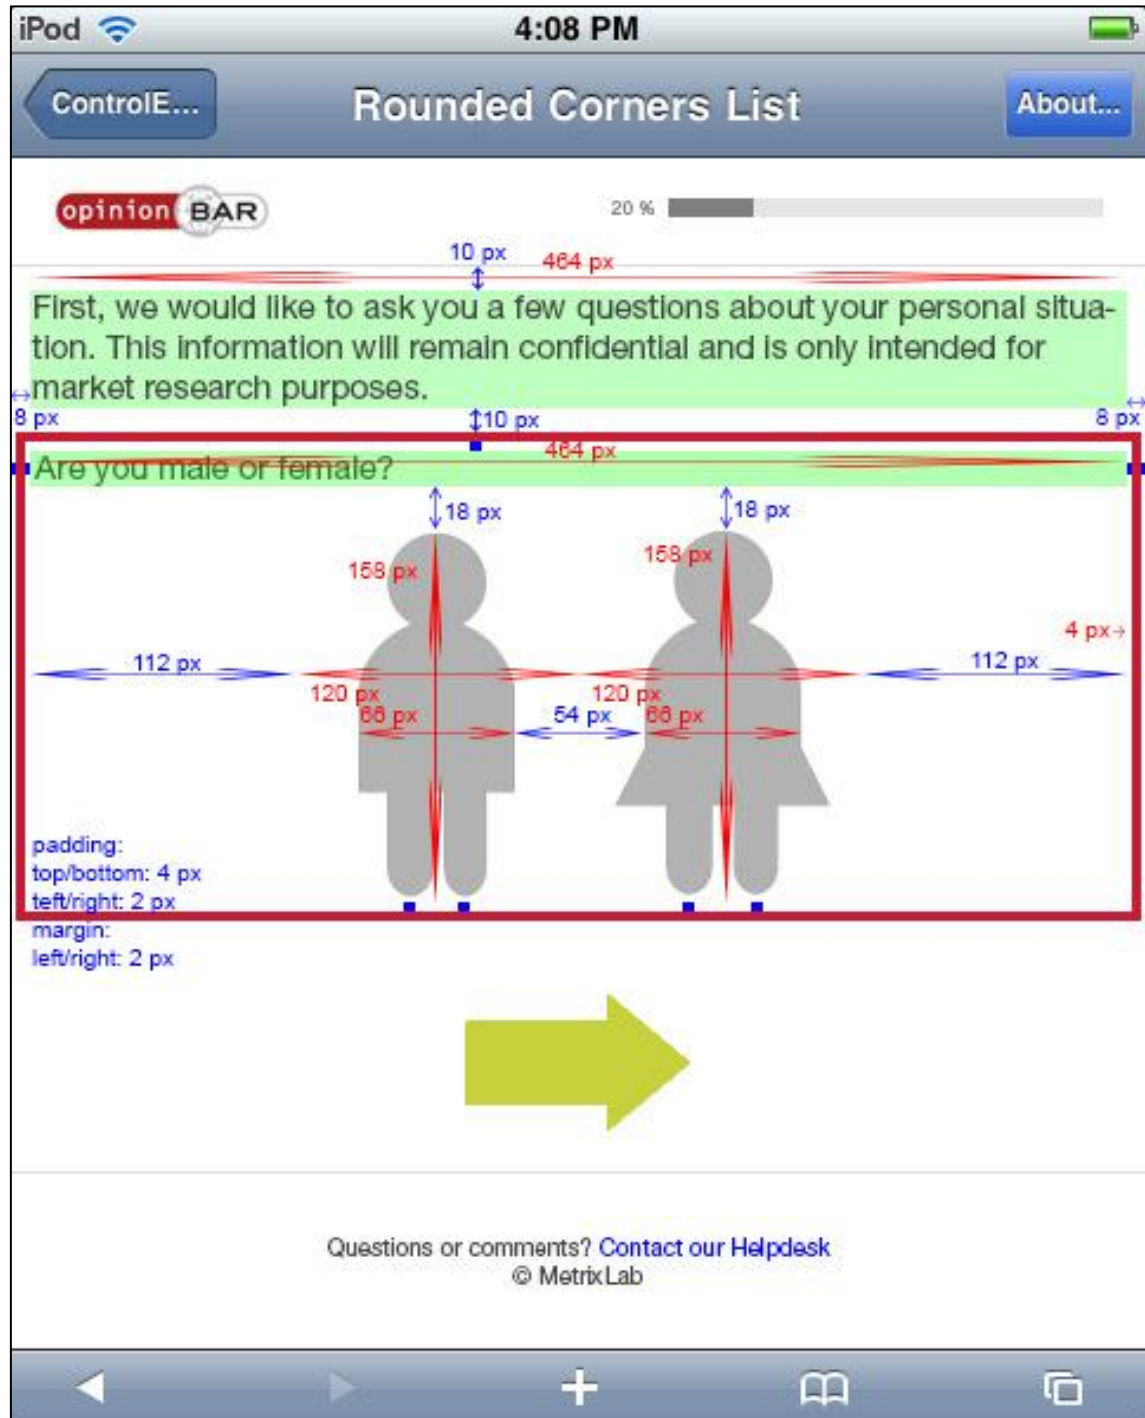 iPod 4:08 PM
ControlE... Rounded Corners List About...
opinion BAR 20 %
10 px 464 px
First, we would like to ask you a few questions about your personal situa-
tion. This information will remain confidential and is only intended for
market research purposes.
8 px 10 px 8 px
464 px
Are you male or female?
18 px 18 px
158 px 158 px
4 px
112 px 112 px
120 px 120 px
66 px 54 px 66 px
padding:
top/bottom: 4 px
teft/right: 2 px
margin:
left/right: 2 px
Questions or comments? Contact our Helpdesk
© MetrixLab